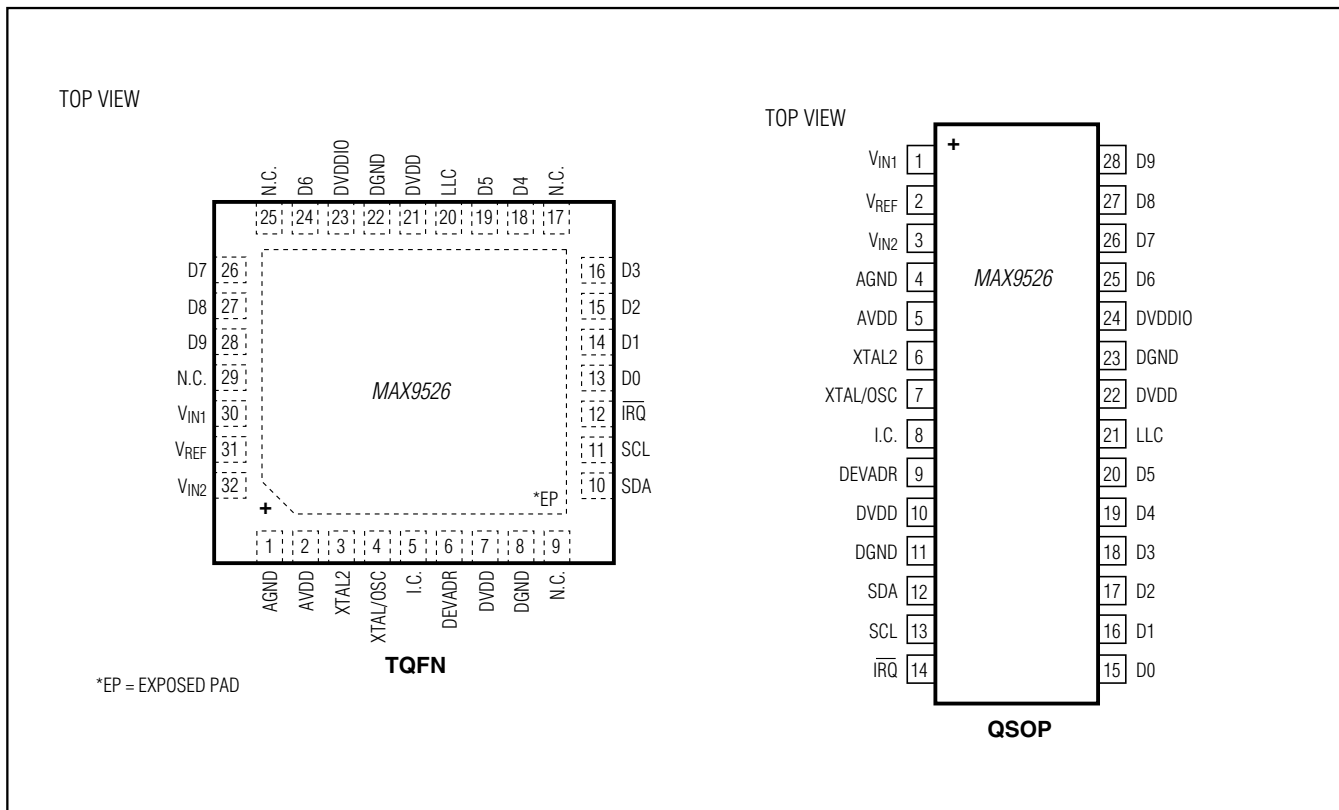 TOP VIEW
N.C. D6 DVDDIO DGND DVDD LLC D5 D4 N.C.
25 24 23 22 21 20 19 18 17
D7 26
D8 27
D9 28
N.C. 29
VIN1 30
VREF 31
VIN2 32
16 D3
15 D2
14 D1
13 D0
12 I̅R̅Q̅
11 SCL
10 SDA
MAX9526
*EP
+
1 2 3 4 5 6 7 8 9
AGND AVDD XTAL2 XTAL/OSC I.C. DEVADR DVDD DGND N.C.
TQFN
*EP = EXPOSED PAD
TOP VIEW
+
MAX9526
VIN1 1
VREF 2
VIN2 3
AGND 4
AVDD 5
XTAL2 6
XTAL/OSC 7
I.C. 8
DEVADR 9
DVDD 10
DGND 11
SDA 12
SCL 13
I̅R̅Q̅ 14
28 D9
27 D8
26 D7
25 D6
24 DVDDIO
23 DGND
22 DVDD
21 LLC
20 D5
19 D4
18 D3
17 D2
16 D1
15 D0
QSOP